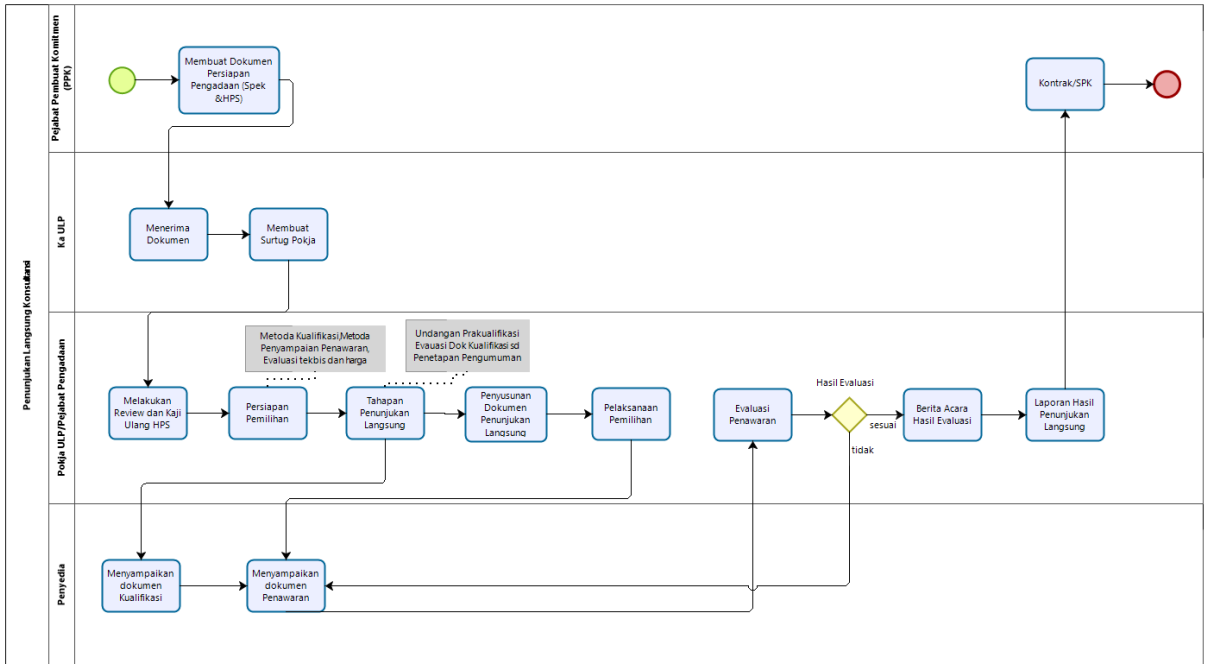 Penunjukan Langsung Konsultansi
Pejabat Pembuat Komitmen
(PPK)
Membuat Dokumen
Persiapan
Pengadaan (Spek
&HPS)
Kontrak/SPK
Ka ULP
Menerima
Dokumen
Membuat
Surtug Pokja
Pokja ULP/Pejabat Pengadaan
Metoda Kualifikasi,Metoda
Penyampaian Penawaran,
Evaluasi tekbis dan harga
Undangan Prakualifikasi
Evauasi Dok Kualifikasi sd
Penetapan Pengumuman
Melakukan
Review dan Kaji
Ulang HPS
Persiapan
Pemilihan
Tahapan
Penunjukan
Langsung
Penyusunan
Dokumen
Penunjukan
Langsung
Pelaksanaan
Pemilihan
Evaluasi
Penawaran
Hasil Evaluasi
sesuai
tidak
Berita Acara
Hasil Evaluasi
Laporan Hasil
Penunjukan
Langsung
Penyedia
Menyampaikan
dokumen
Kualifikasi
Menyampaikan
dokumen
Penawaran